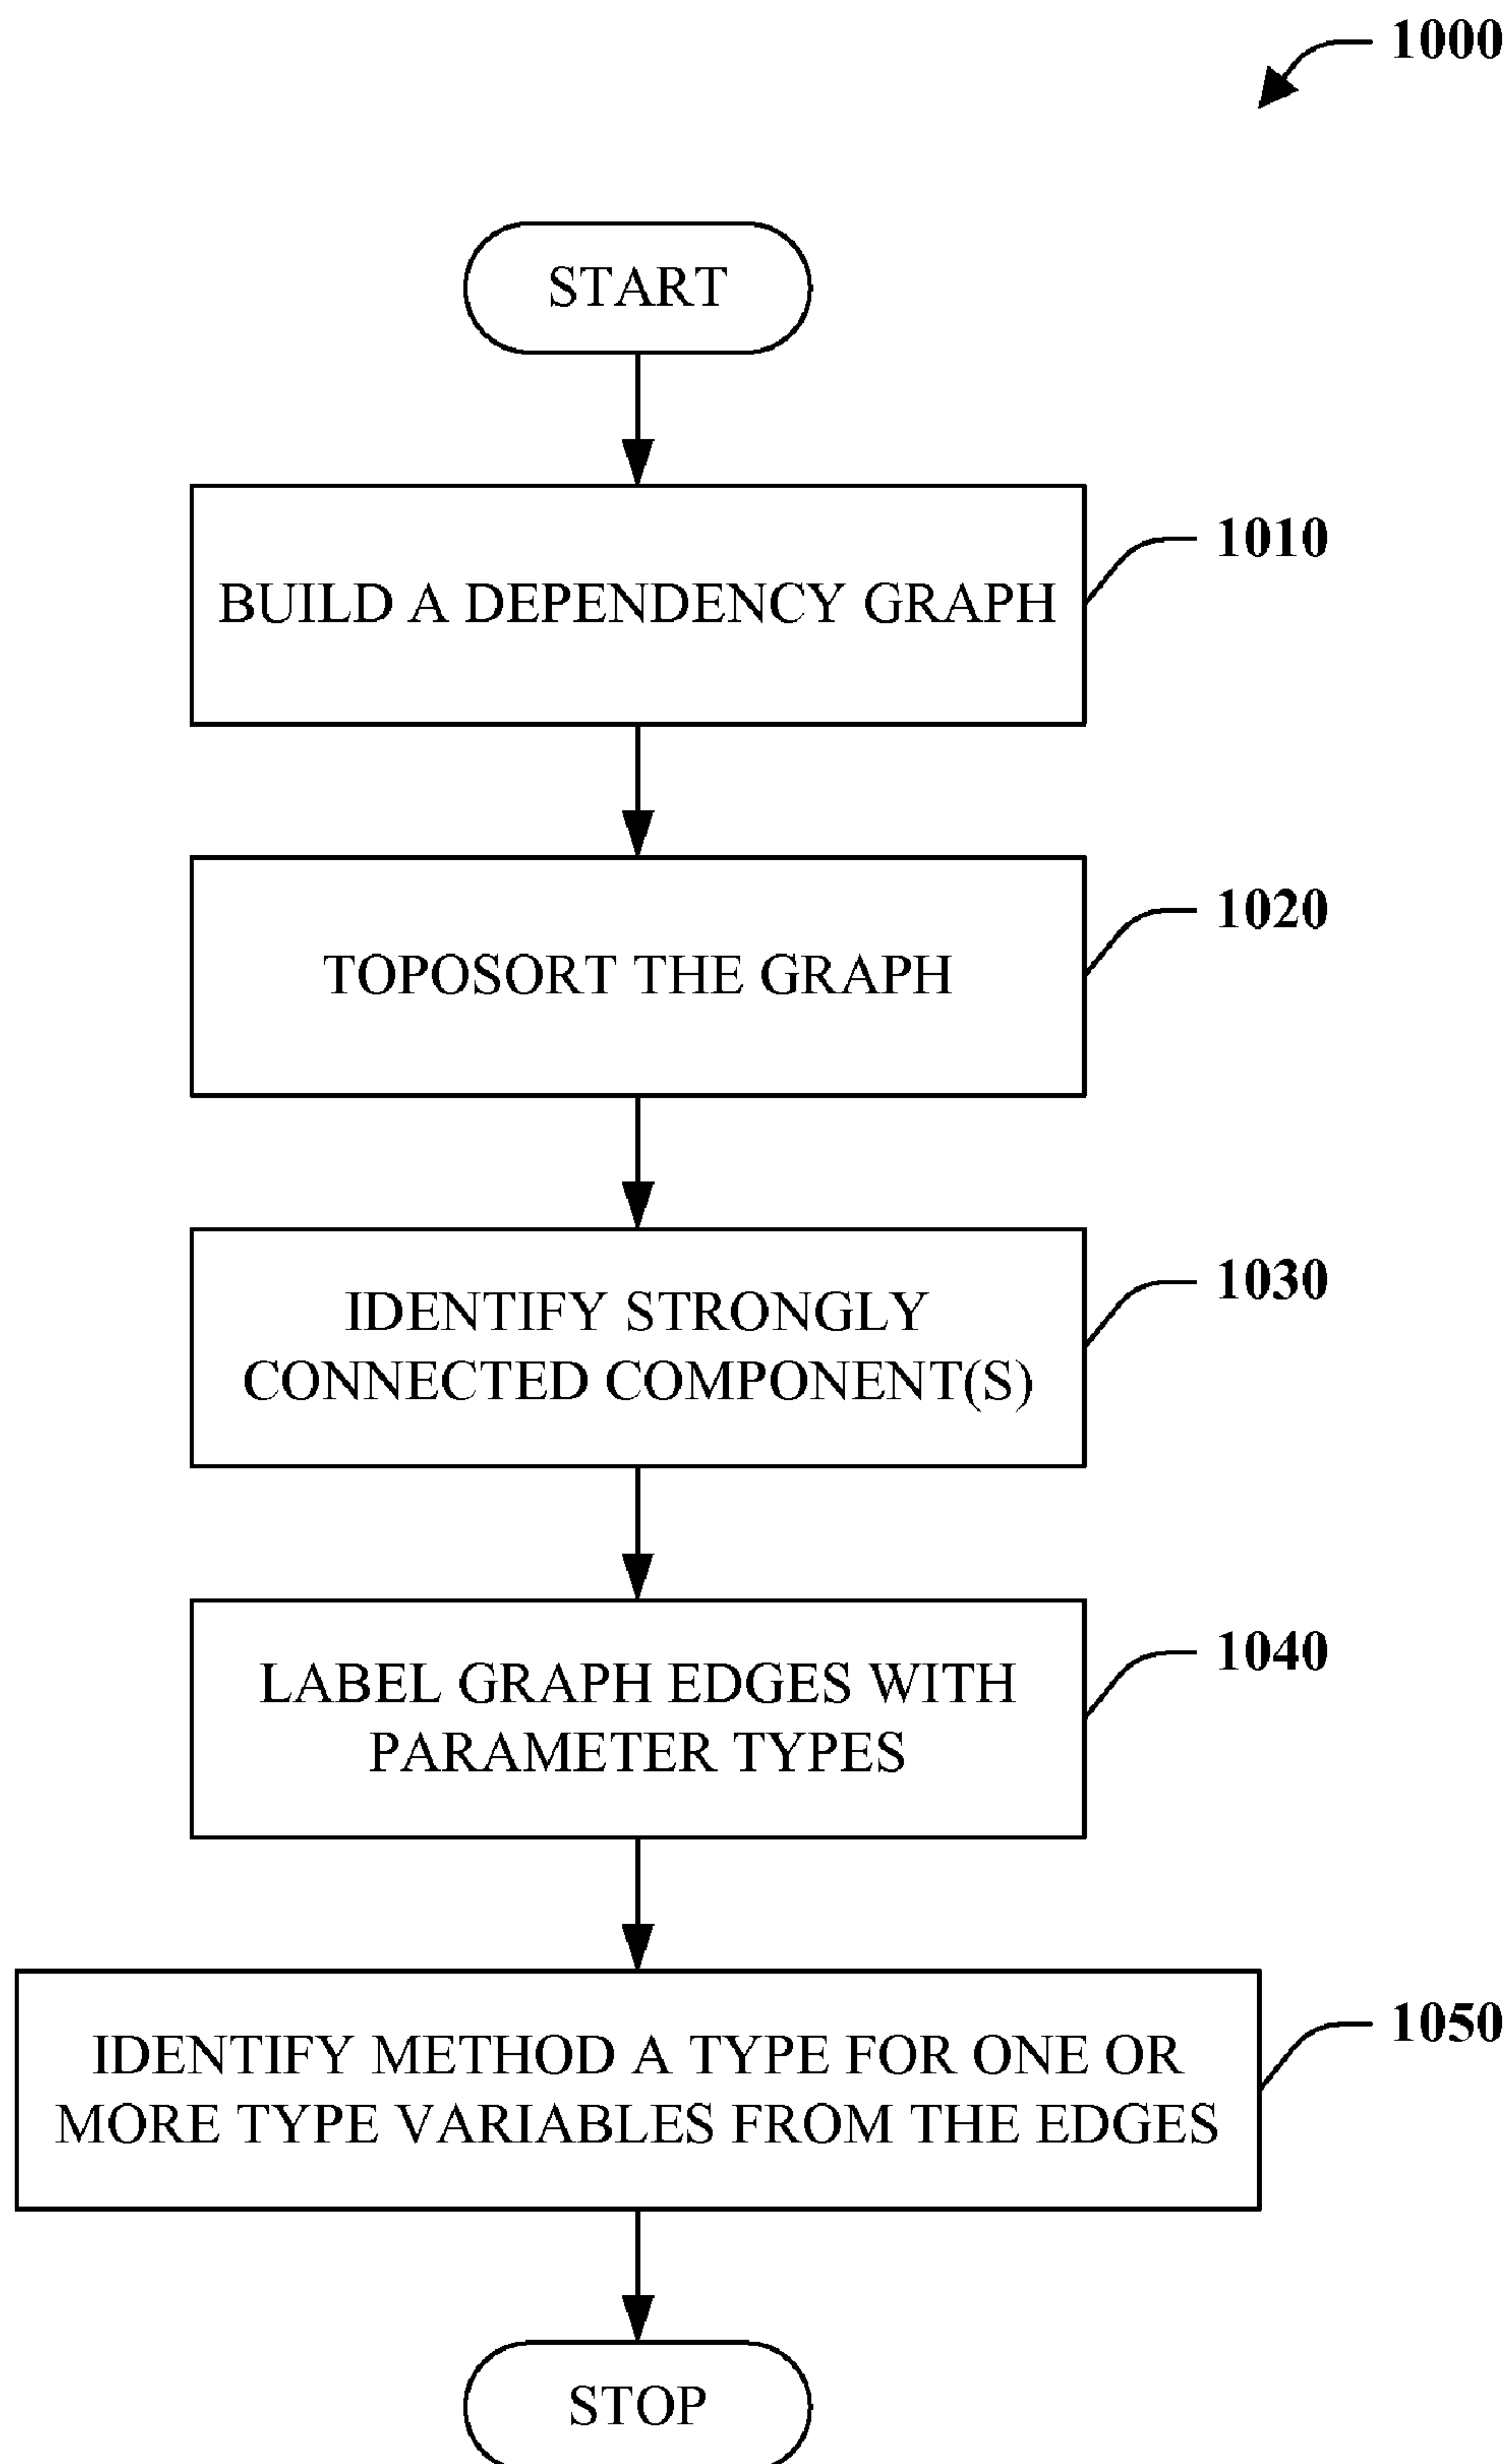 1000
START
BUILD A DEPENDENCY GRAPH
1010
TOPOSORT THE GRAPH
1020
IDENTIFY STRONGLY
CONNECTED COMPONENT(S)
1030
LABEL GRAPH EDGES WITH
PARAMETER TYPES
1040
IDENTIFY METHOD A TYPE FOR ONE OR
MORE TYPE VARIABLES FROM THE EDGES
1050
STOP